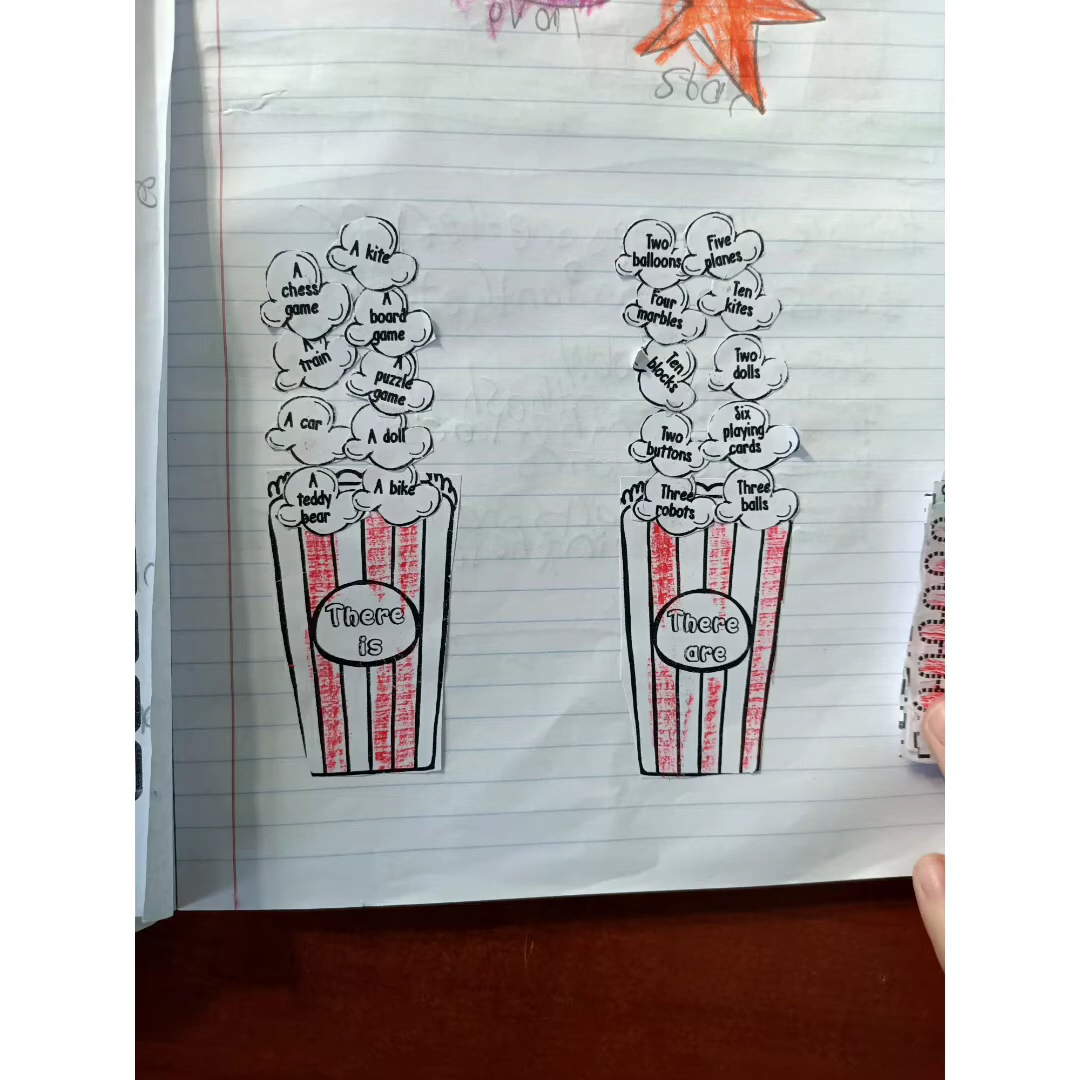 star
A kite
A
chess
game
A
board
game
A
train
A
puzzle
game
A car
A doll
A
teddy
bear
A bike
There
is
Two
balloons
Five
planes
Four
marbles
Ten
kites
Ten
blocks
Two
dolls
Two
buttons
Six
playing
cards
Three
robots
Three
balls
There
are